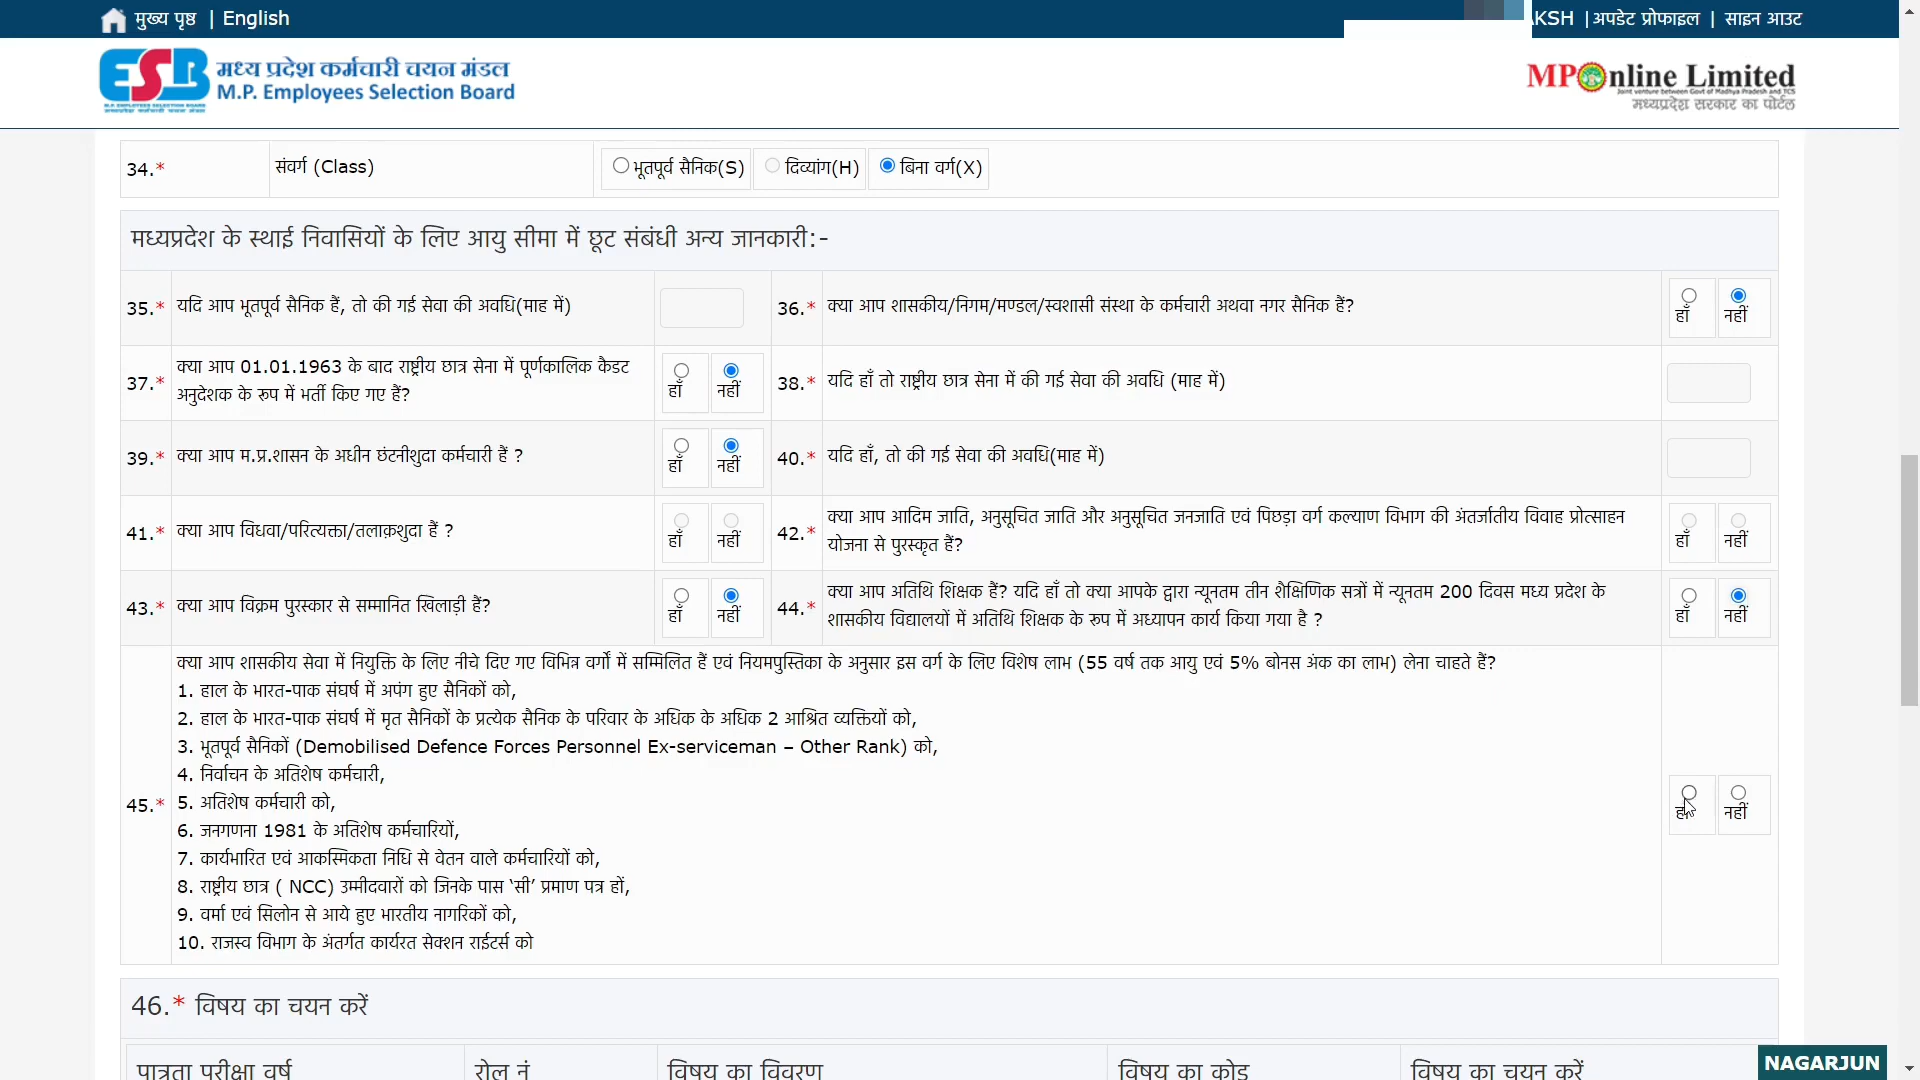 मुख्य पृष्ठ | English
AKSH | अपडेट प्रोफाइल | साइन आउट
ESB
मध्य प्रदेश कर्मचारी चयन मंडल
M.P. Employees Selection Board
MPOnline Limited
Joint venture between Govt of Madhya Pradesh and TCS
मध्यप्रदेश सरकार का पोर्टल
34.* संवर्ग (Class) भूतपूर्व सैनिक(S) दिव्यांग(H) बिना वर्ग(X)
मध्यप्रदेश के स्थाई निवासियों के लिए आयु सीमा में छूट संबंधी अन्य जानकारी:-
35.* यदि आप भूतपूर्व सैनिक हैं, तो की गई सेवा की अवधि(माह में)
36.* क्या आप शासकीय/निगम/मण्डल/स्वशासी संस्था के कर्मचारी अथवा नगर सैनिक हैं?
हाँ नहीं
37.* क्या आप 01.01.1963 के बाद राष्ट्रीय छात्र सेना में पूर्णकालिक कैडट
अनुदेशक के रूप में भर्ती किए गए हैं?
हाँ नहीं
38.* यदि हाँ तो राष्ट्रीय छात्र सेना में की गई सेवा की अवधि (माह में)
39.* क्या आप म.प्र.शासन के अधीन छंटनीशुदा कर्मचारी हैं ?
हाँ नहीं
40.* यदि हाँ, तो की गई सेवा की अवधि(माह में)
41.* क्या आप विधवा/परित्यक्ता/तलाक़शुदा हैं ?
हाँ नहीं
42.* क्या आप आदिम जाति, अनुसूचित जाति और अनुसूचित जनजाति एवं पिछड़ा वर्ग कल्याण विभाग की अंतर्जातीय विवाह प्रोत्साहन
योजना से पुरस्कृत हैं?
हाँ नहीं
43.* क्या आप विक्रम पुरस्कार से सम्मानित खिलाड़ी हैं?
हाँ नहीं
44.* क्या आप अतिथि शिक्षक हैं? यदि हाँ तो क्या आपके द्वारा न्यूनतम तीन शैक्षिणिक सत्रों में न्यूनतम 200 दिवस मध्य प्रदेश के
शासकीय विद्यालयों में अतिथि शिक्षक के रूप में अध्यापन कार्य किया गया है ?
हाँ नहीं
45.* क्या आप शासकीय सेवा में नियुक्ति के लिए नीचे दिए गए विभिन्न वर्गों में सम्मिलित हैं एवं नियमपुस्तिका के अनुसार इस वर्ग के लिए विशेष लाभ (55 वर्ष तक आयु एवं 5% बोनस अंक का लाभ) लेना चाहते हैं?
1. हाल के भारत-पाक संघर्ष में अपंग हुए सैनिकों को,
2. हाल के भारत-पाक संघर्ष में मृत सैनिकों के प्रत्येक सैनिक के परिवार के अधिक के अधिक 2 आश्रित व्यक्तियों को,
3. भूतपूर्व सैनिकों (Demobilised Defence Forces Personnel Ex-serviceman – Other Rank) को,
4. निर्वाचन के अतिशेष कर्मचारी,
5. अतिशेष कर्मचारी को,
6. जनगणना 1981 के अतिशेष कर्मचारियों,
7. कार्यभारित एवं आकस्मिकता निधि से वेतन वाले कर्मचारियों को,
8. राष्ट्रीय छात्र ( NCC) उम्मीदवारों को जिनके पास ‘सी’ प्रमाण पत्र हों,
9. वर्मा एवं सिलोन से आये हुए भारतीय नागरिकों को,
10. राजस्व विभाग के अंतर्गत कार्यरत सेक्शन राईटर्स को
हाँ नहीं
46.* विषय का चयन करें
पात्रता परीक्षा वर्ष रोल नं विषय का विवरण विषय का कोड विषय का चयन करें
NAGARJUN